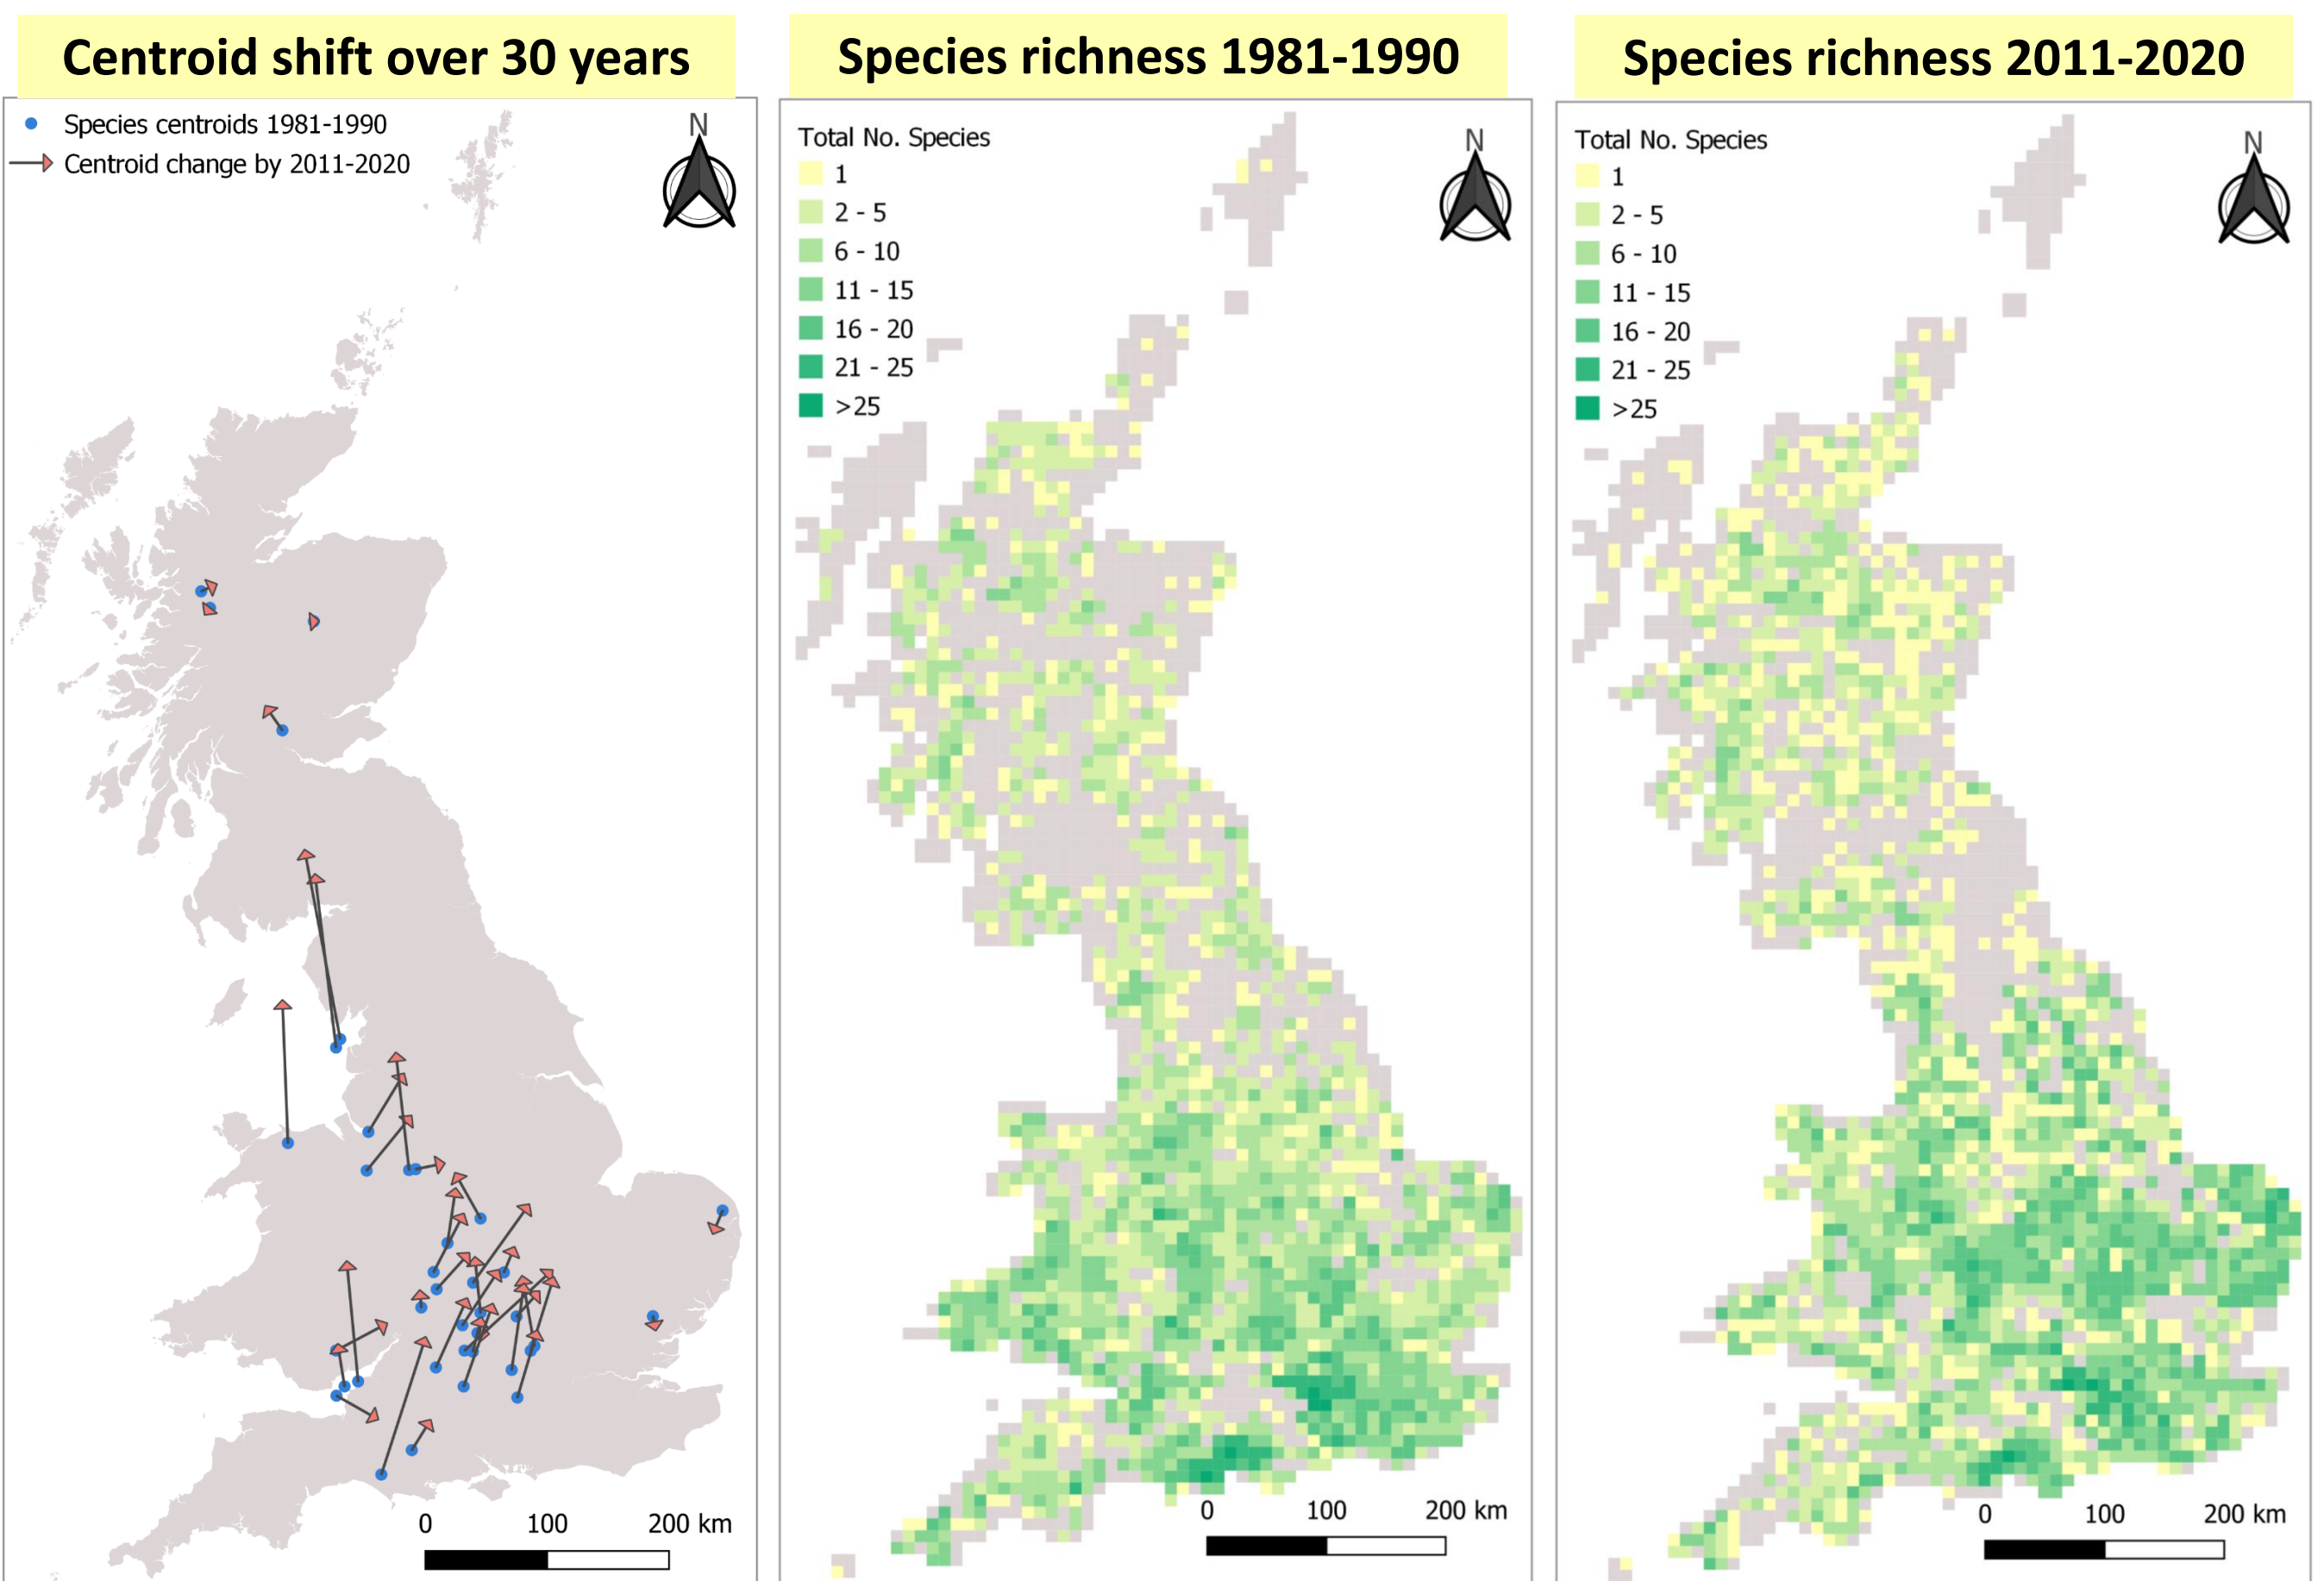 Centroid shift over 30 years
Species centroids 1981-1990
Centroid change by 2011-2020
N
0 100 200 km
Species richness 1981-1990
Total No. Species
1
2 - 5
6 - 10
11 - 15
16 - 20
21 - 25
>25
N
0 100 200 km
Species richness 2011-2020
Total No. Species
1
2 - 5
6 - 10
11 - 15
16 - 20
21 - 25
>25
N
0 100 200 km